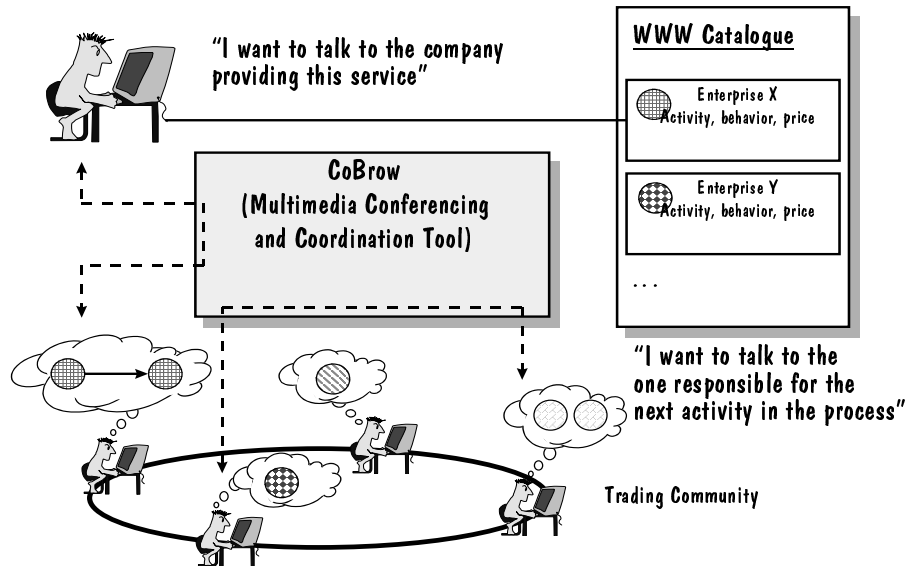 “I want to talk to the company
providing this service”
WWW Catalogue
Enterprise X
Activity, behavior, price
Enterprise Y
Activity, behavior, price
...
CoBrow
(Multimedia Conferencing
and Coordination Tool)
“I want to talk to the
one responsible for the
next activity in the process”
Trading Community